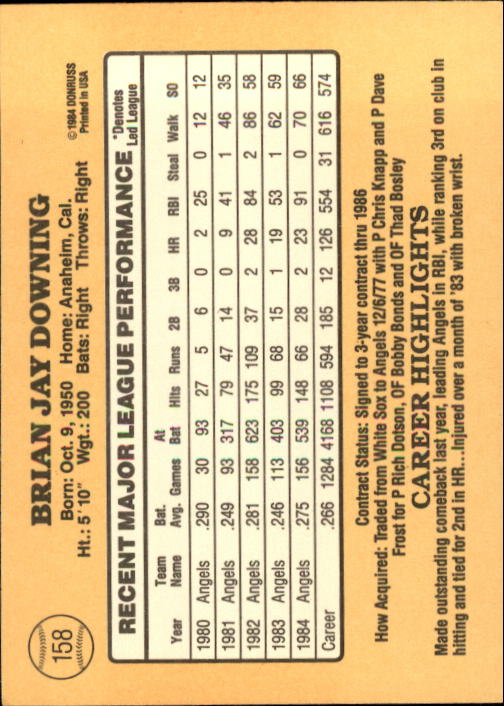 158
BRIAN JAY DOWNING
Born: Oct. 9, 1950 Home: Anaheim, Cal.
Ht.: 5'10" Wgt.: 200 Bats: Right Throws: Right
© 1984 DONRUSS
Printed in USA
RECENT MAJOR LEAGUE PERFORMANCE
*Denotes
Led League
Year Team Name Bat. Avg. Games At Bat Hits Runs 2B 3B HR RBI Steal Walk SO
1980 Angels .290 30 93 27 5 6 0 2 25 0 12 12
1981 Angels .249 93 317 79 47 14 0 9 41 1 46 35
1982 Angels .281 158 623 175 109 37 2 28 84 2 86 58
1983 Angels .246 113 403 99 68 15 1 19 53 1 62 59
1984 Angels .275 156 539 148 66 28 2 23 91 0 70 66
Career .266 1284 4168 1108 594 185 12 126 554 31 616 574
Contract Status: Signed to 3-year contract thru 1986
How Acquired: Traded from White Sox to Angels 12/6/77 with P Chris Knapp and P Dave
Frost for P Rich Dotson, OF Bobby Bonds and OF Thad Bosley
CAREER HIGHLIGHTS
Made outstanding comeback last year, leading Angels in RBI, while ranking 3rd on club in
hitting and tied for 2nd in HR...Injured over a month of '83 with broken wrist.